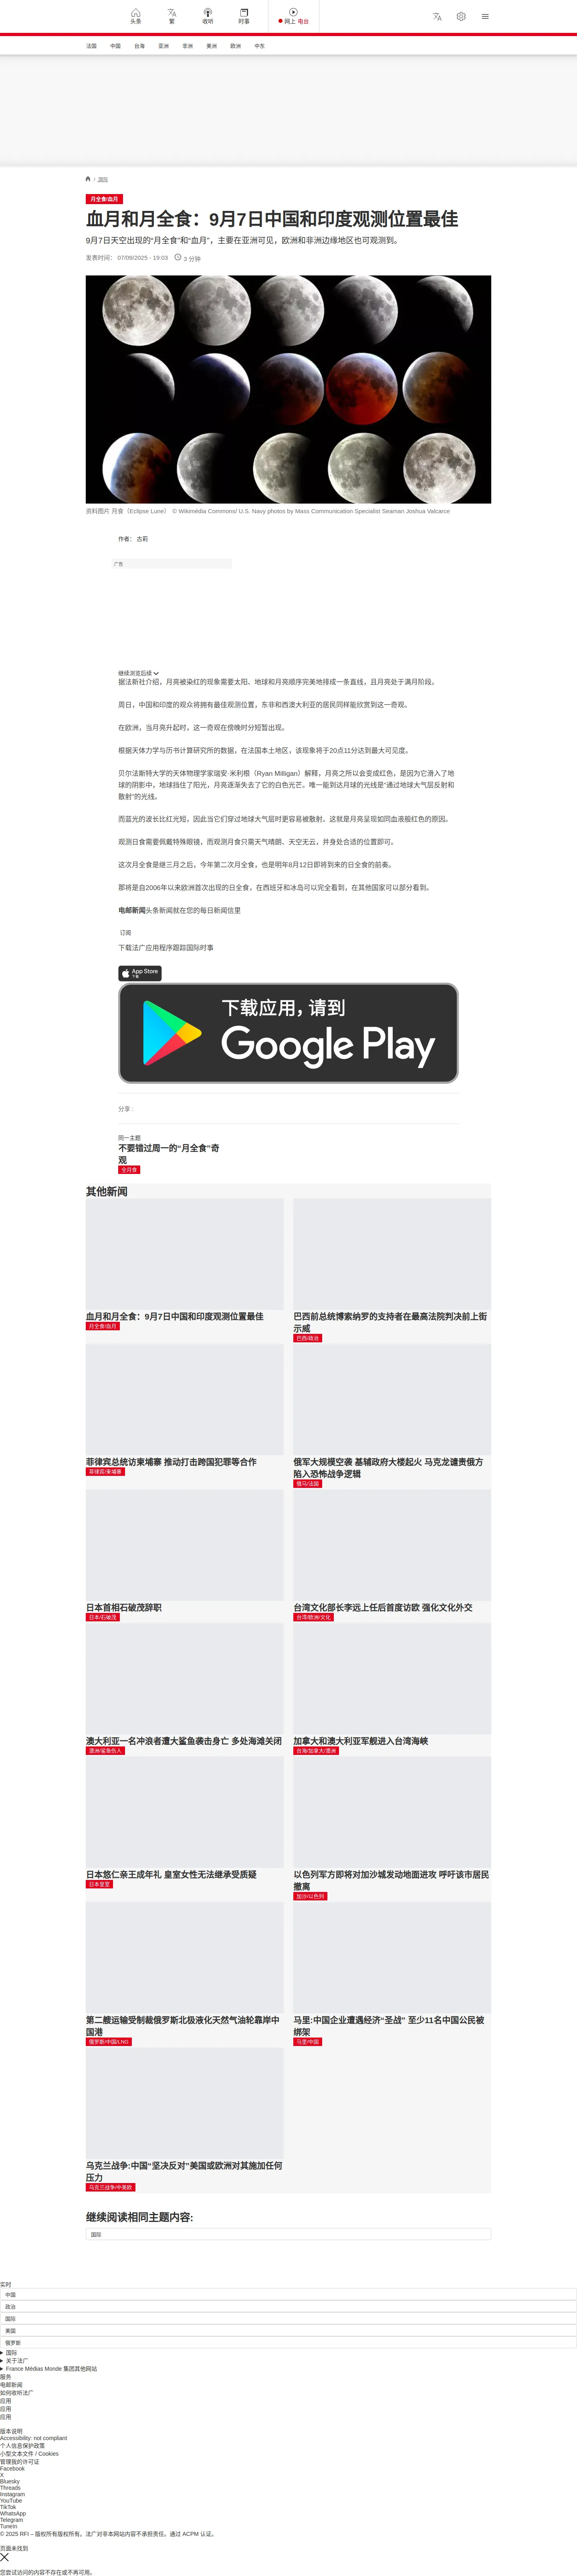 头条
繁
收听
时事
网上 电台
法国 中国 台海 亚洲 非洲 美洲 欧洲 中东
/ 国际
月全食/血月
血月和月全食：9月7日中国和印度观测位置最佳
9月7日天空出现的“月全食”和“血月”，主要在亚洲可见，欧洲和非洲边缘地区也可观测到。
发表时间： 07/09/2025 - 19:03 3 分钟
资料图片 月食（Eclipse Lune） © Wikimédia Commons/ U.S. Navy photos by Mass Communication Specialist Seaman Joshua Valcarce
作者： 古莉
广告
继续浏览后续
据法新社介绍，月亮被染红的现象需要太阳、地球和月亮顺序完美地排成一条直线，且月亮处于满月阶段。
周日，中国和印度的观众将拥有最佳观测位置，东非和西澳大利亚的居民同样能欣赏到这一奇观。
在欧洲，当月亮升起时，这一奇观在傍晚时分短暂出现。
根据天体力学与历书计算研究所的数据，在法国本土地区，该现象将于20点11分达到最大可见度。
贝尔法斯特大学的天体物理学家瑞安·米利根（Ryan Milligan）解释，月亮之所以会变成红色，是因为它滑入了地
球的阴影中，地球挡住了阳光，月亮逐渐失去了它的白色光芒。唯一能到达月球的光线是“通过地球大气层反射和
散射”的光线。
而蓝光的波长比红光短，因此当它们穿过地球大气层时更容易被散射。这就是月亮呈现如同血液般红色的原因。
观测日食需要佩戴特殊眼镜，而观测月食只需天气晴朗、天空无云，并身处合适的位置即可。
这次月全食是继三月之后，今年第二次月全食，也是明年8月12日即将到来的日全食的前奏。
那将是自2006年以来欧洲首次出现的日全食，在西班牙和冰岛可以完全看到，在其他国家可以部分看到。
电邮新闻头条新闻就在您的每日新闻信里
订阅
下载法广应用程序跟踪国际时事
App Store
下载
下载应用，请到
Google Play
分享 :
同一主题
不要错过周一的“月全食”奇
观
全月食
其他新闻
血月和月全食：9月7日中国和印度观测位置最佳
月全食/血月
巴西前总统博索纳罗的支持者在最高法院判决前上街
示威
巴西/政治
菲律宾总统访柬埔寨 推动打击跨国犯罪等合作
菲律宾/柬埔寨
俄军大规模空袭 基辅政府大楼起火 马克龙谴责俄方
陷入恐怖战争逻辑
俄乌/法国
日本首相石破茂辞职
日本/石破茂
台湾文化部长李远上任后首度访欧 强化文化外交
台湾/欧洲/文化
澳大利亚一名冲浪者遭大鲨鱼袭击身亡 多处海滩关闭
澳洲/鲨鱼伤人
加拿大和澳大利亚军舰进入台湾海峡
台海/加拿大/澳洲
日本悠仁亲王成年礼 皇室女性无法继承受质疑
日本皇室
以色列军方即将对加沙城发动地面进攻 呼吁该市居民
撤离
加沙/以色列
第二艘运输受制裁俄罗斯北极液化天然气油轮靠岸中
国港
俄罗斯/中国/LNG
马里:中国企业遭遇经济“圣战” 至少11名中国公民被
绑架
马里/中国
乌克兰战争:中国“坚决反对”美国或欧洲对其施加任何
压力
乌克兰战争/中美欧
继续阅读相同主题内容:
国际
实时
中国
政治
国际
美国
俄罗斯
国际
关于法广
France Médias Monde 集团其他网站
服务
电邮新闻
如何收听法广
应用
应用
应用
版本说明
Accessibility: not compliant
个人信息保护政策
小型文本文件 / Cookies
管理我的许可证
Facebook
X
Bluesky
Threads
Instagram
YouTube
TikTok
WhatsApp
Telegram
TuneIn
© 2025 RFI – 版权所有版权所有。法广对非本网站内容不承担责任。通过 ACPM 认证。
页面未找到
您尝试访问的内容不存在或不再可用。